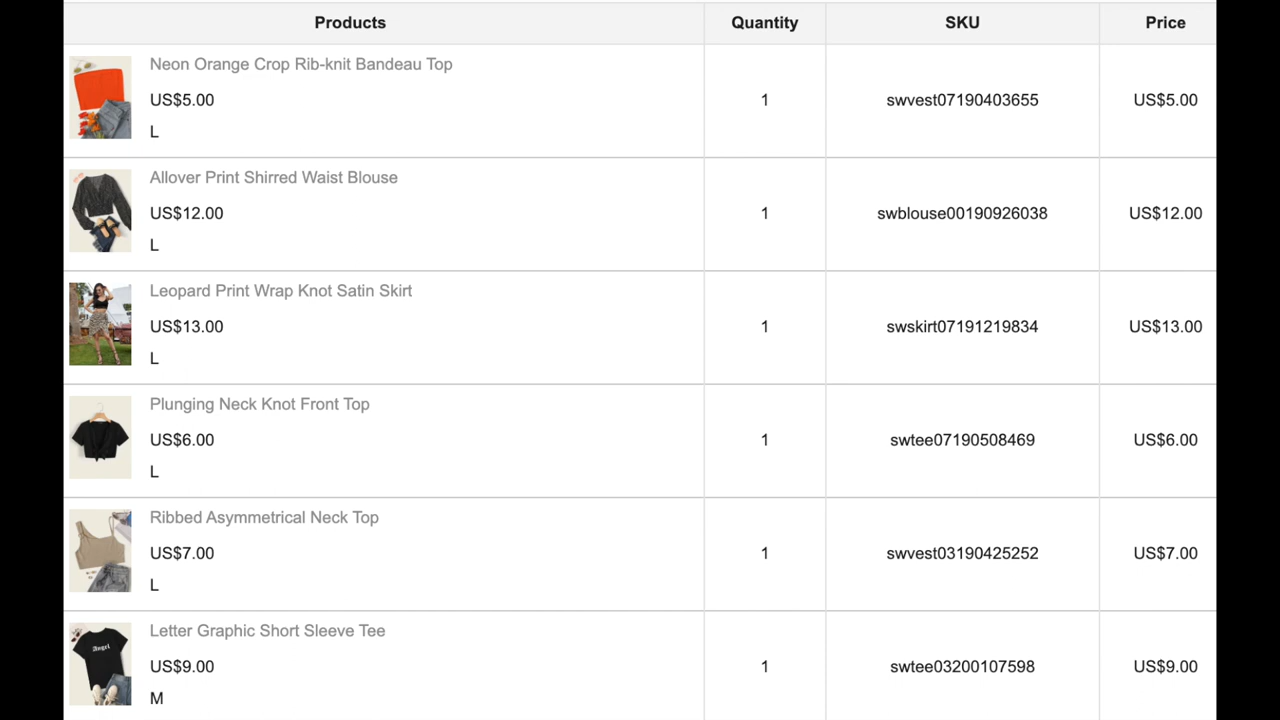 Products Quantity SKU Price
Neon Orange Crop Rib-knit Bandeau Top
US$5.00 1 swvest07190403655 US$5.00
L
Allover Print Shirred Waist Blouse
US$12.00 1 swblouse00190926038 US$12.00
L
Leopard Print Wrap Knot Satin Skirt
US$13.00 1 swskirt07191219834 US$13.00
L
Plunging Neck Knot Front Top
US$6.00 1 swtee07190508469 US$6.00
L
Ribbed Asymmetrical Neck Top
US$7.00 1 swvest03190425252 US$7.00
L
Letter Graphic Short Sleeve Tee
Angel
US$9.00 1 swtee03200107598 US$9.00
M